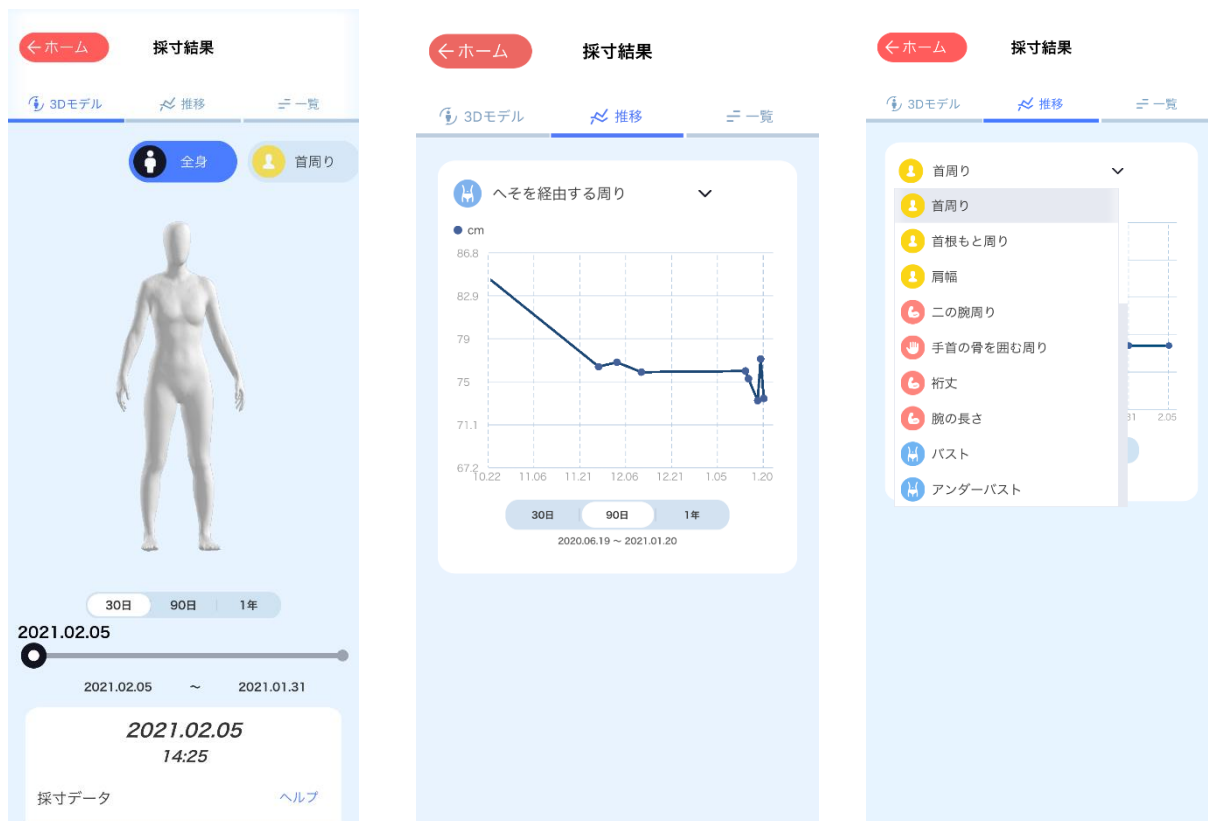 ←ホーム
採寸結果
3Dモデル
推移
一覧
全身
首周り
30日
90日
1年
2021.02.05
2021.02.05 ~ 2021.01.31
2021.02.05
14:25
採寸データ
ヘルプ
←ホーム
採寸結果
3Dモデル
推移
一覧
へそを経由する周り
cm
86.8
82.9
79
75
71.1
67.2
10.22 11.06 11.21 12.06 12.21 1.05 1.20
30日
90日
1年
2020.06.19 ~ 2021.01.20
←ホーム
採寸結果
3Dモデル
推移
一覧
首周り
首周り
首根もと周り
肩幅
二の腕周り
手首の骨を囲む周り
裄丈
腕の長さ
バスト
アンダーバスト
2.05